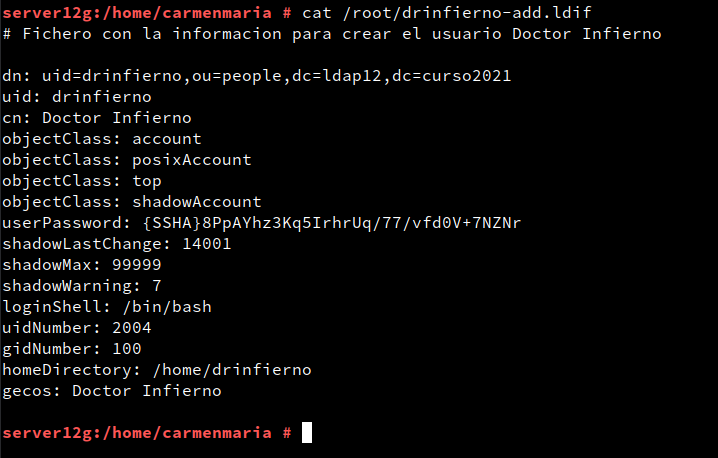 server12g:/home/carmenmaria # cat /root/drinfierno-add.ldif
# Fichero con la informacion para crear el usuario Doctor Infierno
dn: uid=drinfierno,ou=people,dc=ldap12,dc=curso2021
uid: drinfierno
cn: Doctor Infierno
objectClass: account
objectClass: posixAccount
objectClass: top
objectClass: shadowAccount
userPassword: {SSHA}8PpAYhz3Kq5IrhrUq/77/vfd0V+7NZNr
shadowLastChange: 14001
shadowMax: 99999
shadowWarning: 7
loginShell: /bin/bash
uidNumber: 2004
gidNumber: 100
homeDirectory: /home/drinfierno
gecos: Doctor Infierno
server12g:/home/carmenmaria #